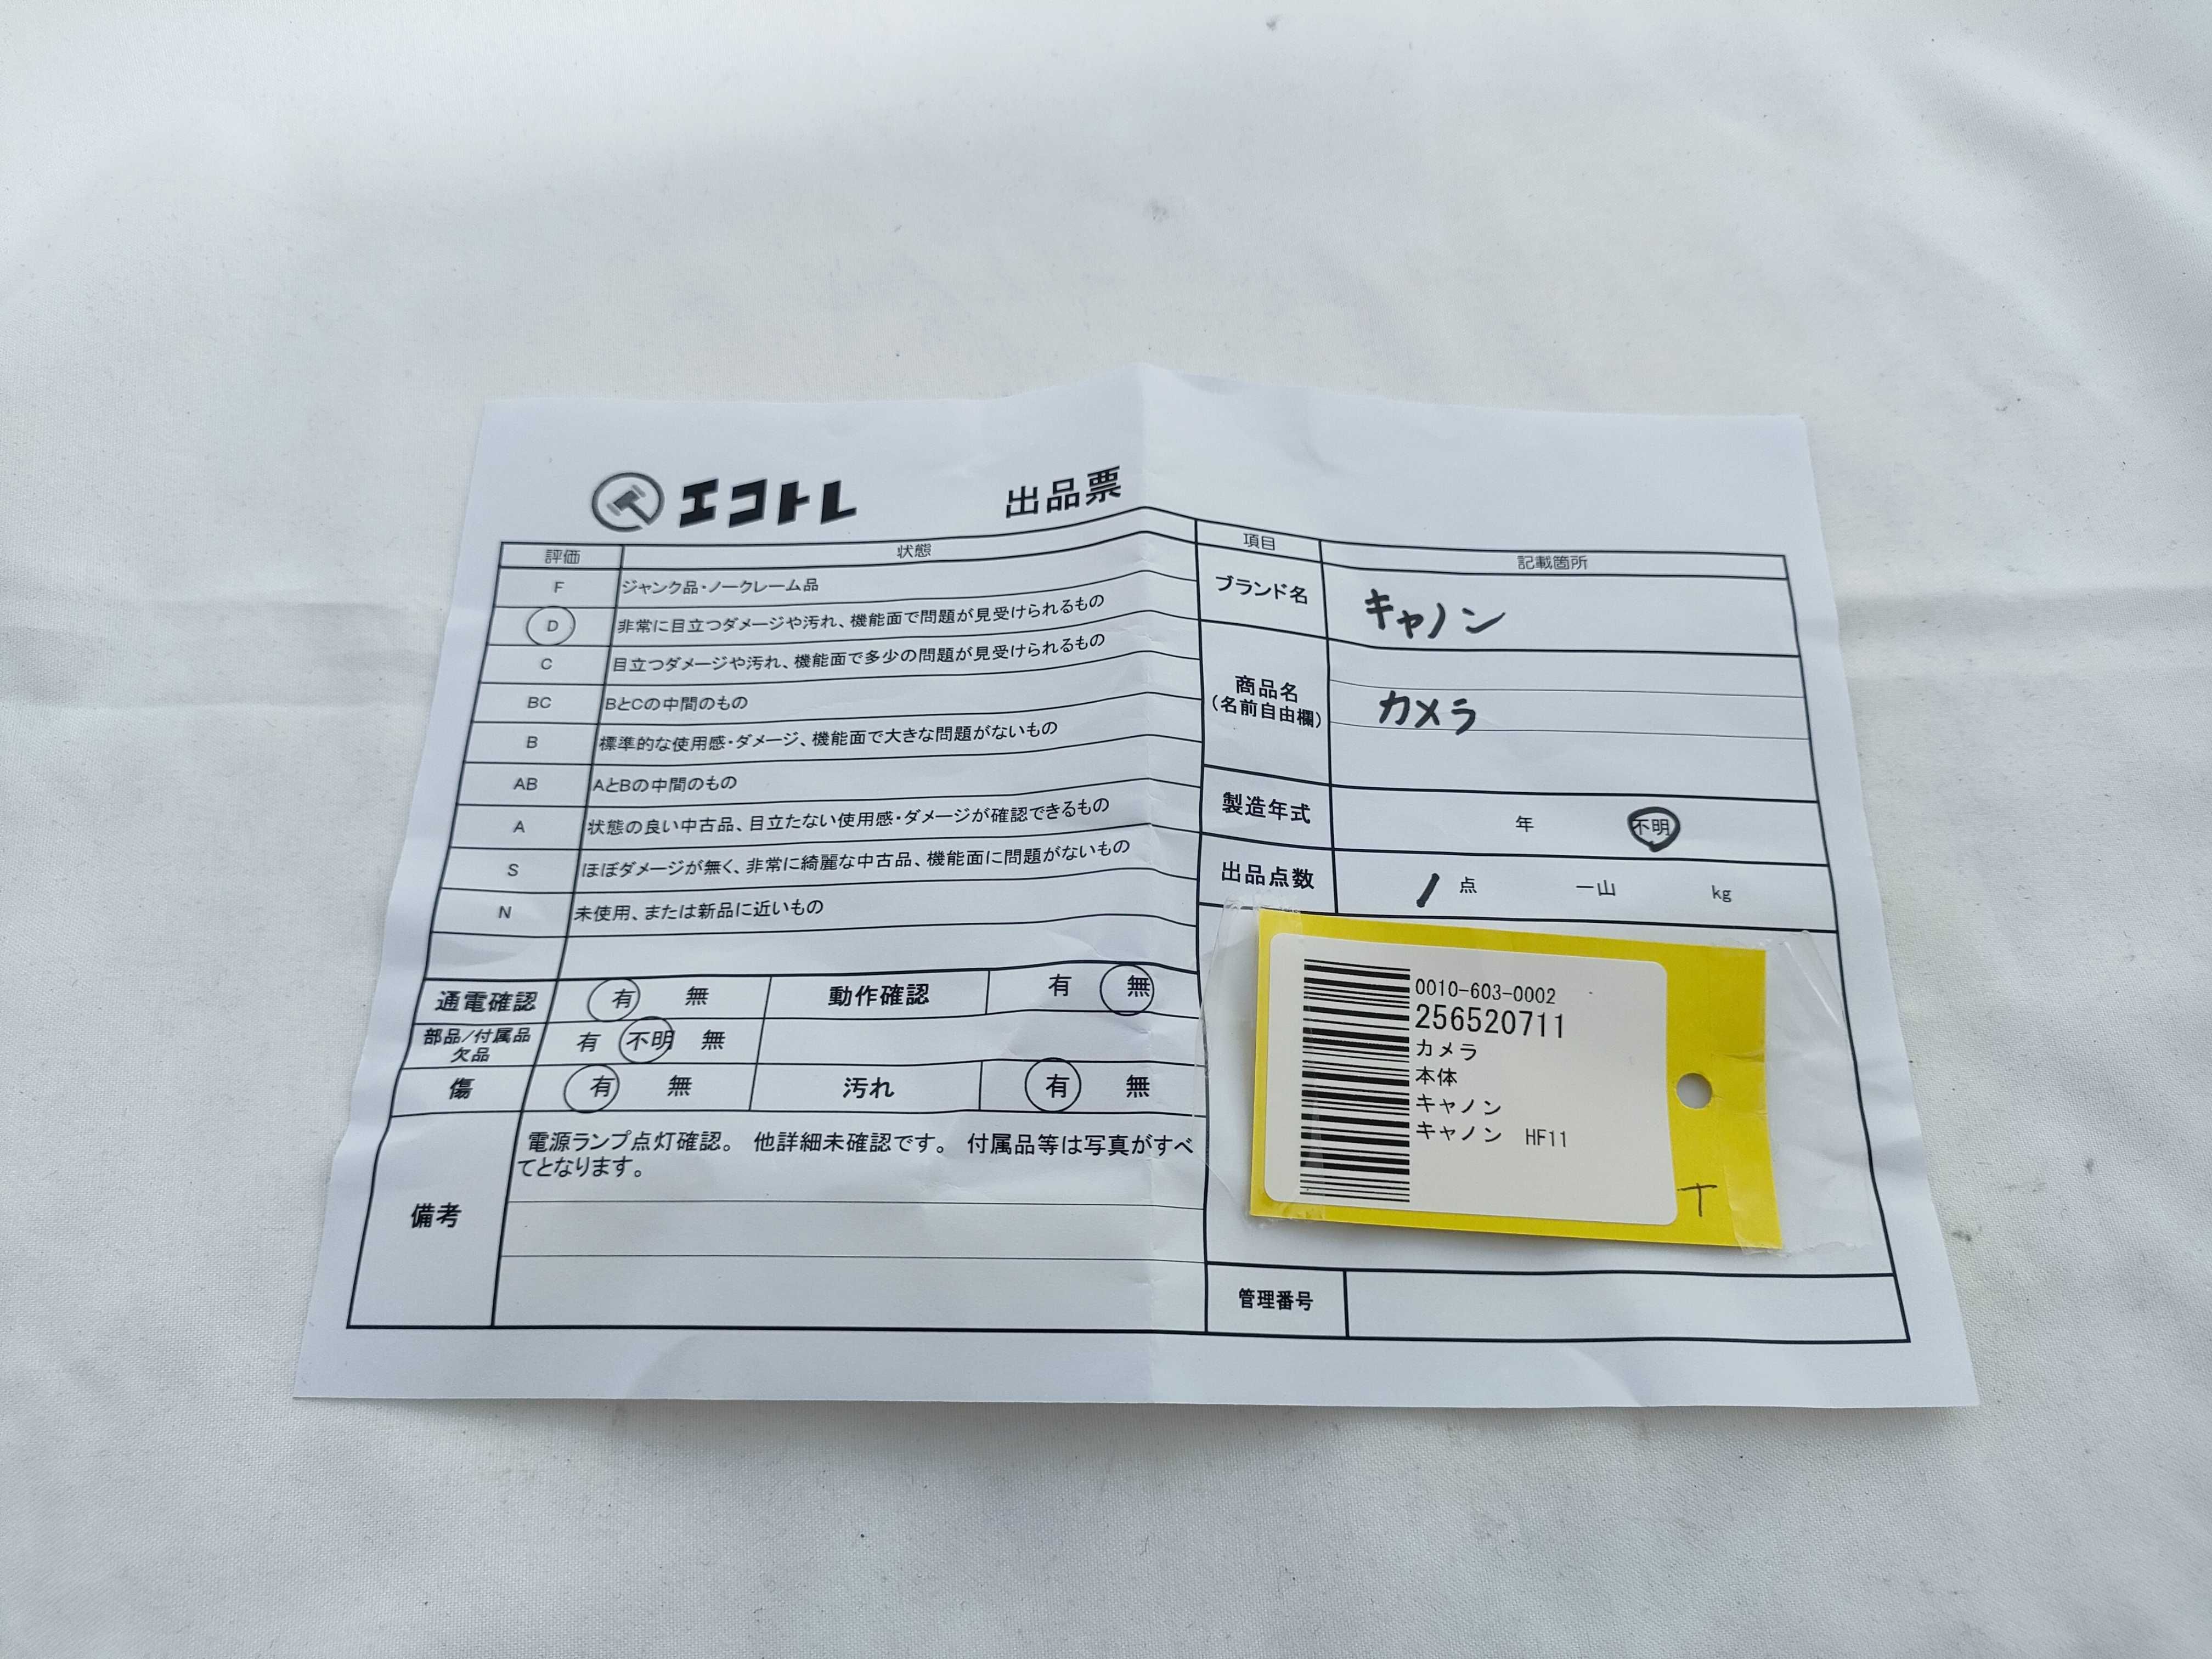 エコトレ
出品票
評価 状態
F ジャンク品・ノークレーム品
D 非常に目立つダメージや汚れ、機能面で問題が見受けられるもの
C 目立つダメージや汚れ、機能面で多少の問題が見受けられるもの
BC BとCの中間のもの
B 標準的な使用感・ダメージ、機能面で大きな問題がないもの
AB AとBの中間のもの
A 状態の良い中古品、目立たない使用感・ダメージが確認できるもの
S ほぼダメージが無く、非常に綺麗な中古品、機能面に問題がないもの
N 未使用、または新品に近いもの
通電確認 有 無 動作確認 有 無
部品/付属品
欠品
有 不明 無
傷 有 無 汚れ 有 無
備考
電源ランプ点灯確認。 他詳細未確認です。 付属品等は写真がすべ
てとなります。
項目 記載箇所
ブランド名 キャノン
商品名
(名前自由欄)
カメラ
製造年式 年 不明
出品点数 1 点 一山 kg
0010-603-0002
256520711
カメラ
本体
キャノン
キャノン HF11
T
管理番号